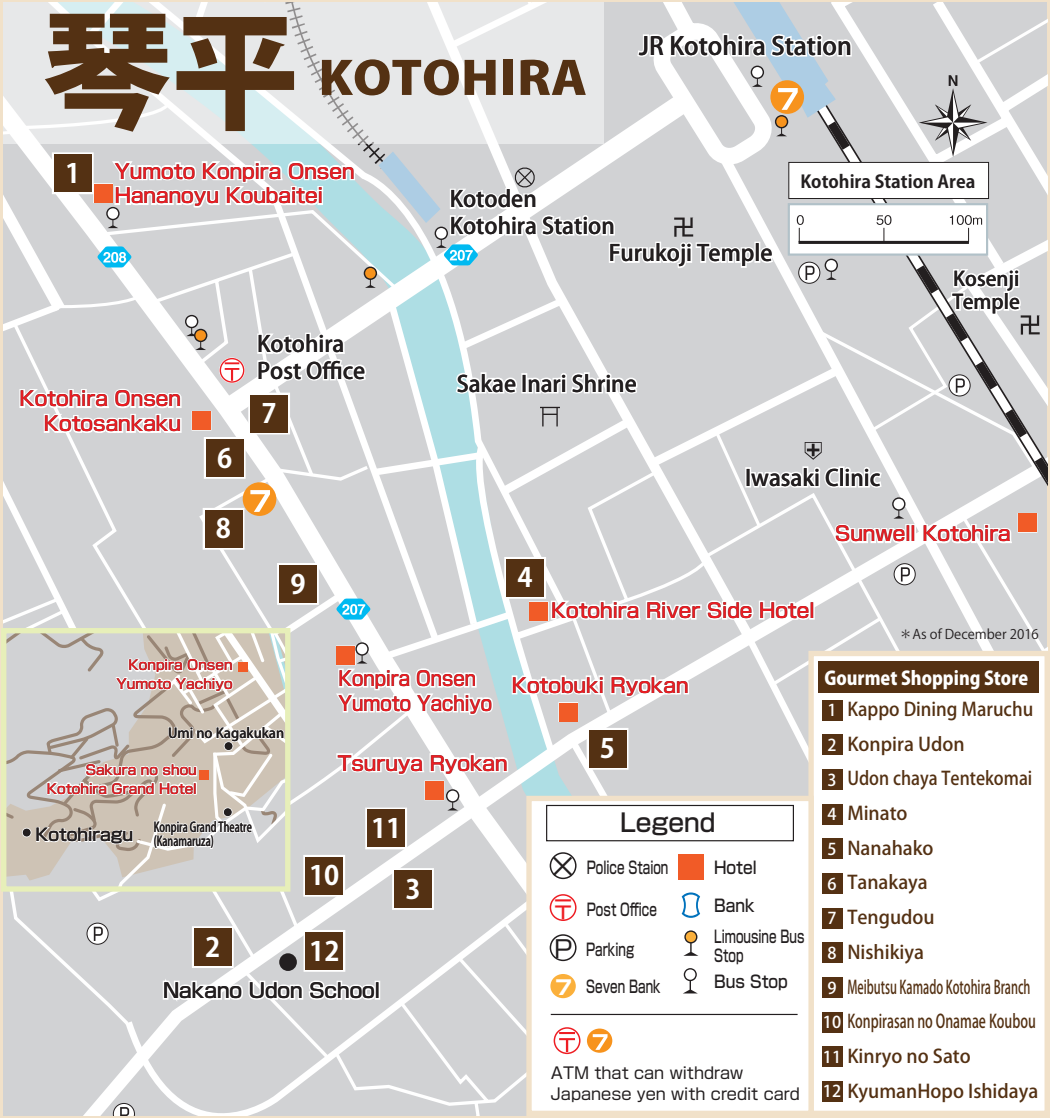 琴平 KOTOHIRA
JR Kotohira Station
7
N
Kotohira Station Area
0 50 100m
1
Yumoto Konpira Onsen
Hananoyu Koubaitei
Kotoden
Kotohira Station
208
207
Furukoji Temple
P
Kosenji
Temple
Kotohira
Post Office
P
Sakae Inari Shrine
Kotohira Onsen
Kotosankaku
7
6
7
8
Iwasaki Clinic
Sunwell Kotohira
P
9
4
207
Kotohira River Side Hotel
＊As of December 2016
Konpira Onsen
Yumoto Yachiyo
Kotobuki Ryokan
5
Tsuruya Ryokan
11
10
3
P
2
12
Nakano Udon School
P
Konpira Onsen
Yumoto Yachiyo
Umi no Kagakukan
Sakura no shou
Kotohira Grand Hotel
Kotohiragu
Konpira Grand Theatre
(Kanamaruza)
Legend
Police Staion
Hotel
Post Office
Bank
P Parking
Limousine Bus
Stop
7 Seven Bank
Bus Stop
7
ATM that can withdraw
Japanese yen with credit card
Gourmet Shopping Store
1 Kappo Dining Maruchu
2 Konpira Udon
3 Udon chaya Tentekomai
4 Minato
5 Nanahako
6 Tanakaya
7 Tengudou
8 Nishikiya
9 Meibutsu Kamado Kotohira Branch
10 Konpirasan no Onamae Koubou
11 Kinryo no Sato
12 KyumanHopo Ishidaya